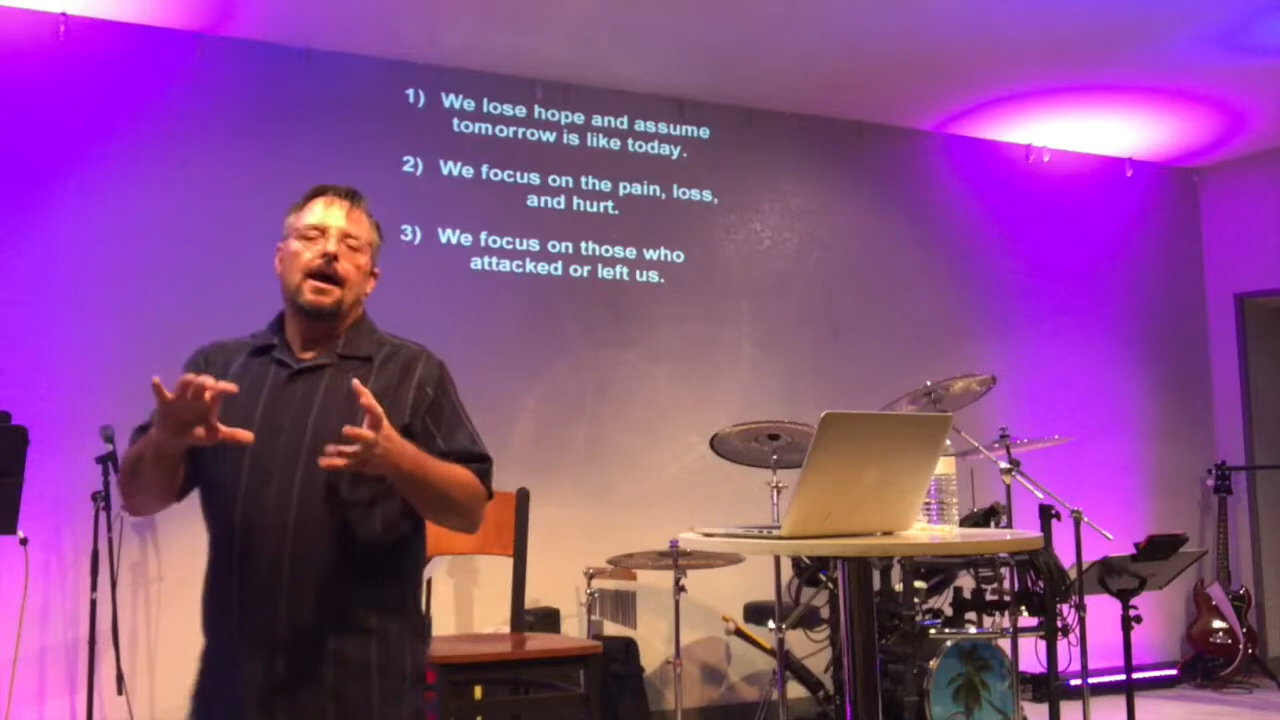 1) We lose hope and assume
tomorrow is like today.
2) We focus on the pain, loss,
and hurt.
3) We focus on those who
attacked or left us.